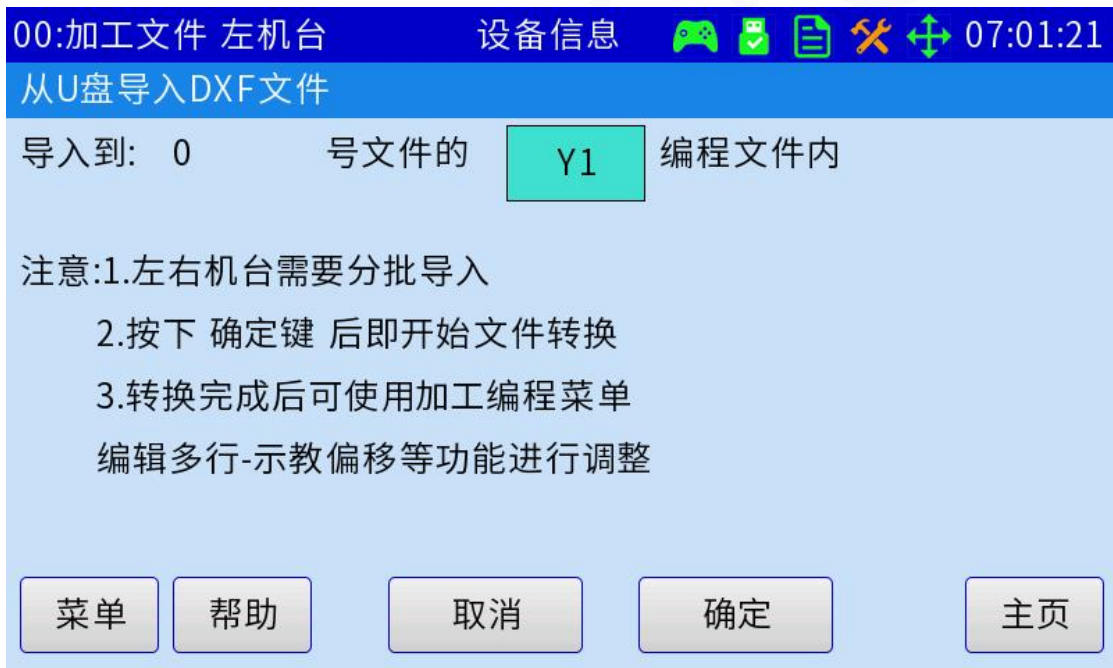 00:加工文件 左机台 设备信息 07:01:21
从U盘导入DXF文件
导入到: 0 号文件的 Y1 编程文件内
注意:1.左右机台需要分批导入
2.按下 确定键 后即开始文件转换
3.转换完成后可使用加工编程菜单
编辑多行-示教偏移等功能进行调整
菜单 帮助 取消 确定 主页